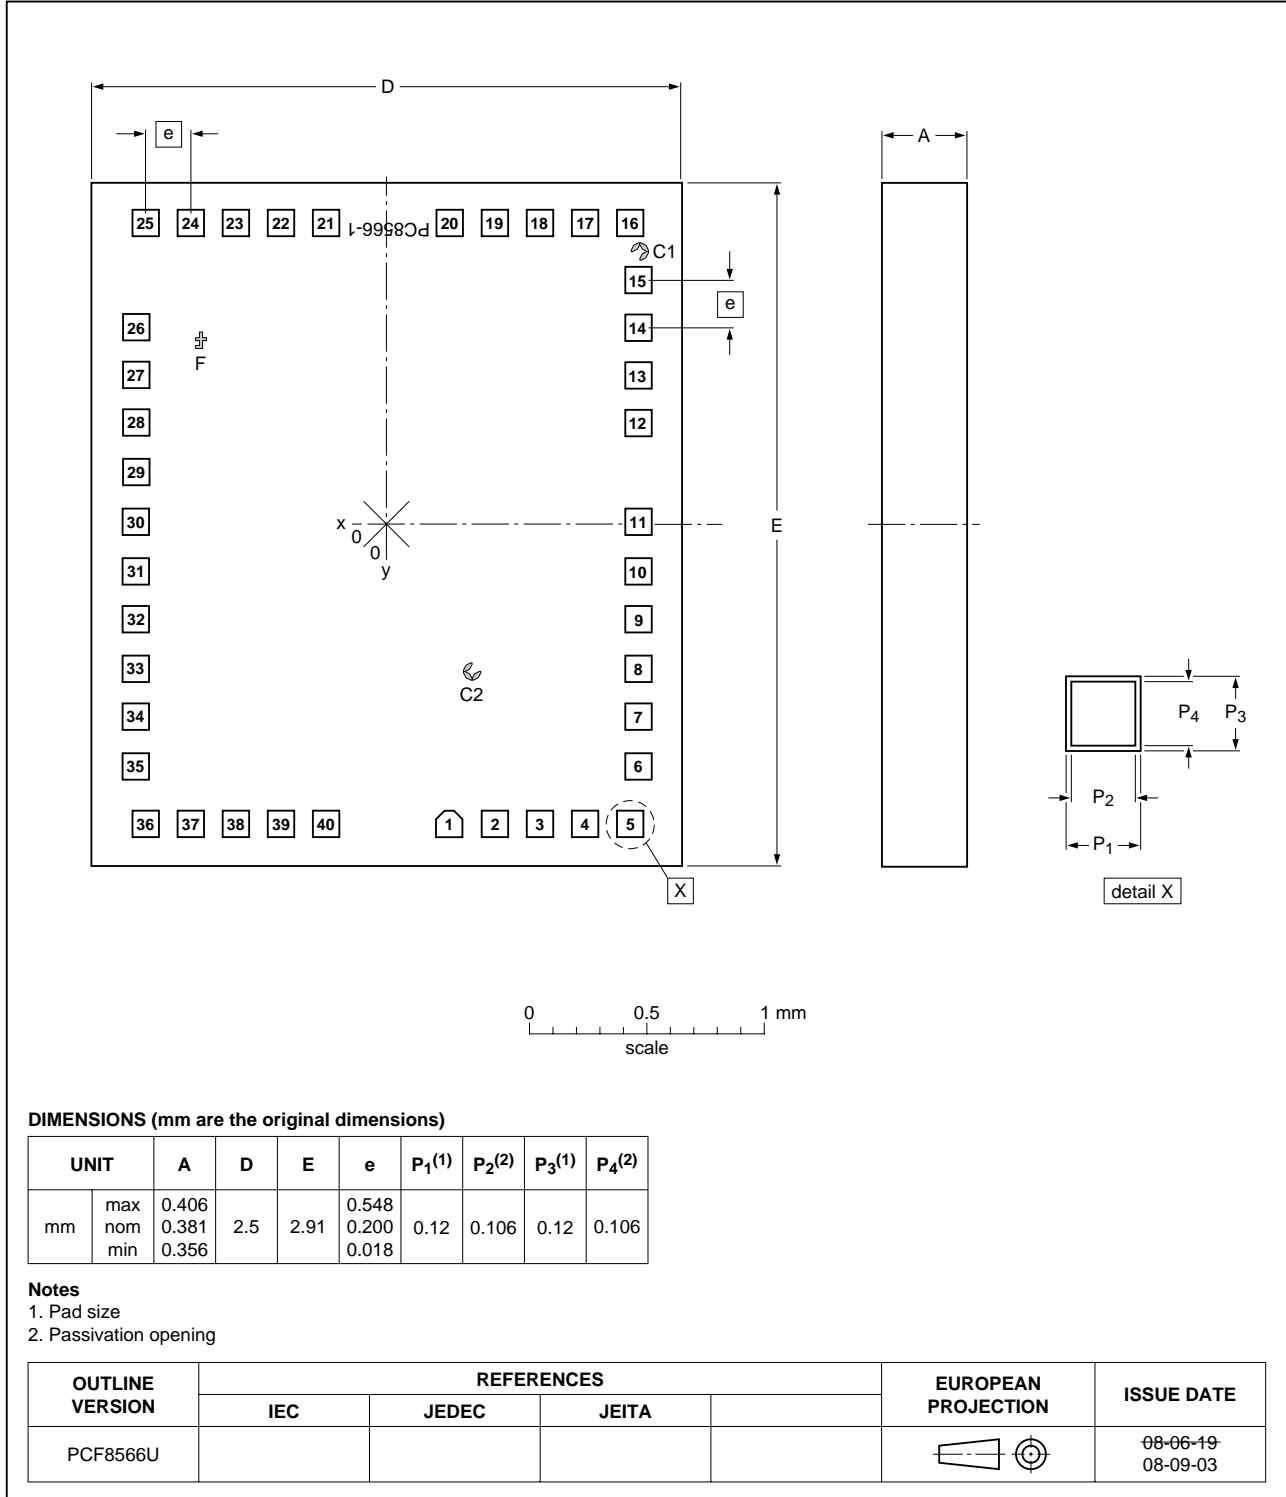 D
e
A
25 24 23 22 21 PC8566-1 20 19 18 17 16
C1
15
e
26 14
F
27 13
28 12
29
x 0 30 11 E
0
y
31 10
32 9
33 8
C2
34 7
35 6
36 37 38 39 40 1 2 3 4 5
X
P4 P3
P2
P1
detail X
0 0.5 1 mm
scale
DIMENSIONS (mm are the original dimensions)
UNIT A D E e P1(1) P2(2) P3(1) P4(2)
mm max nom min 0.406 0.381 0.356 2.5 2.91 0.548 0.200 0.018 0.12 0.106 0.12 0.106
Notes
1. Pad size
2. Passivation opening
OUTLINE VERSION REFERENCES EUROPEAN PROJECTION ISSUE DATE
IEC JEDEC JEITA
PCF8566U 08-06-19
08-09-03